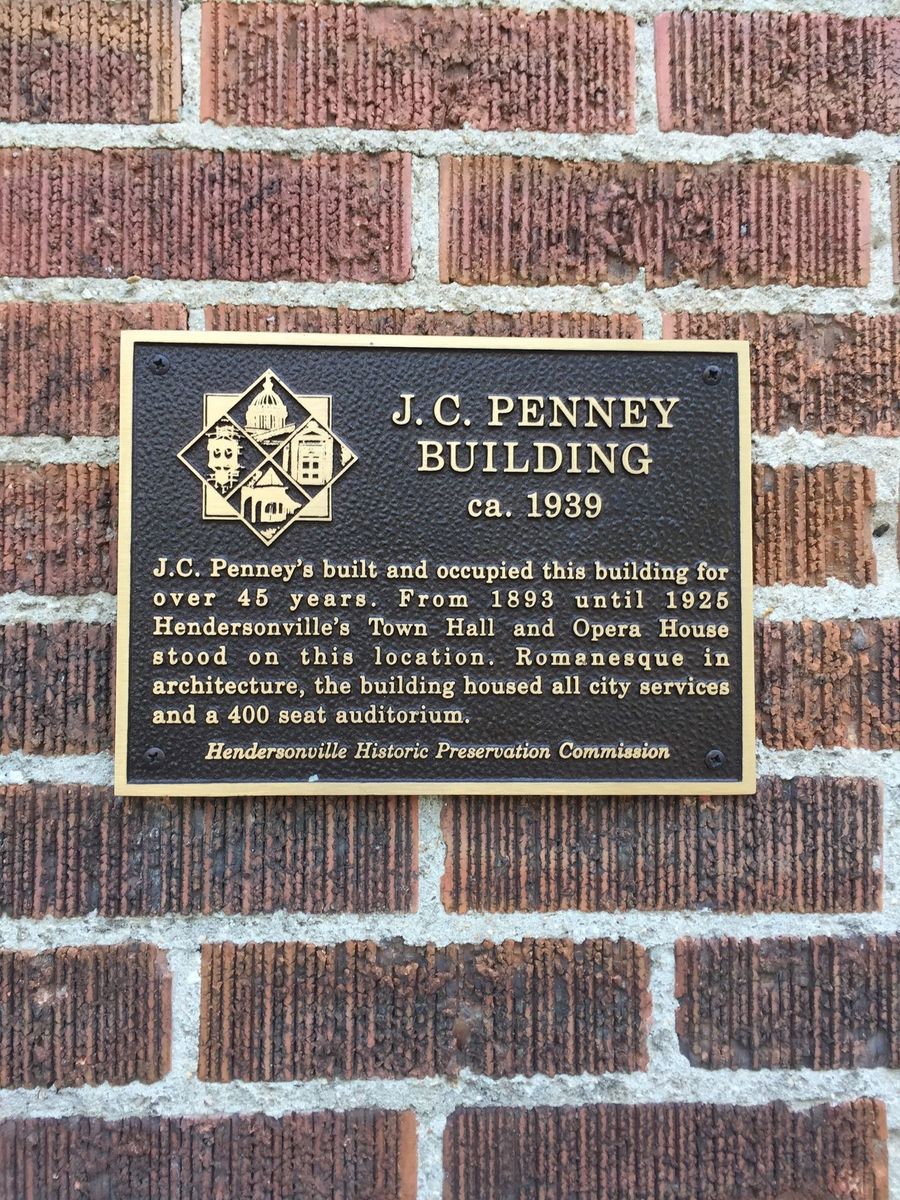 J.C. PENNEY
BUILDING
ca. 1939
J.C. Penney's built and occupied this building for
over 45 years. From 1893 until 1925
Hendersonville's Town Hall and Opera House
stood on this location. Romanesque in
architecture, the building housed all city services
and a 400 seat auditorium.
Hendersonville Historic Preservation Commission